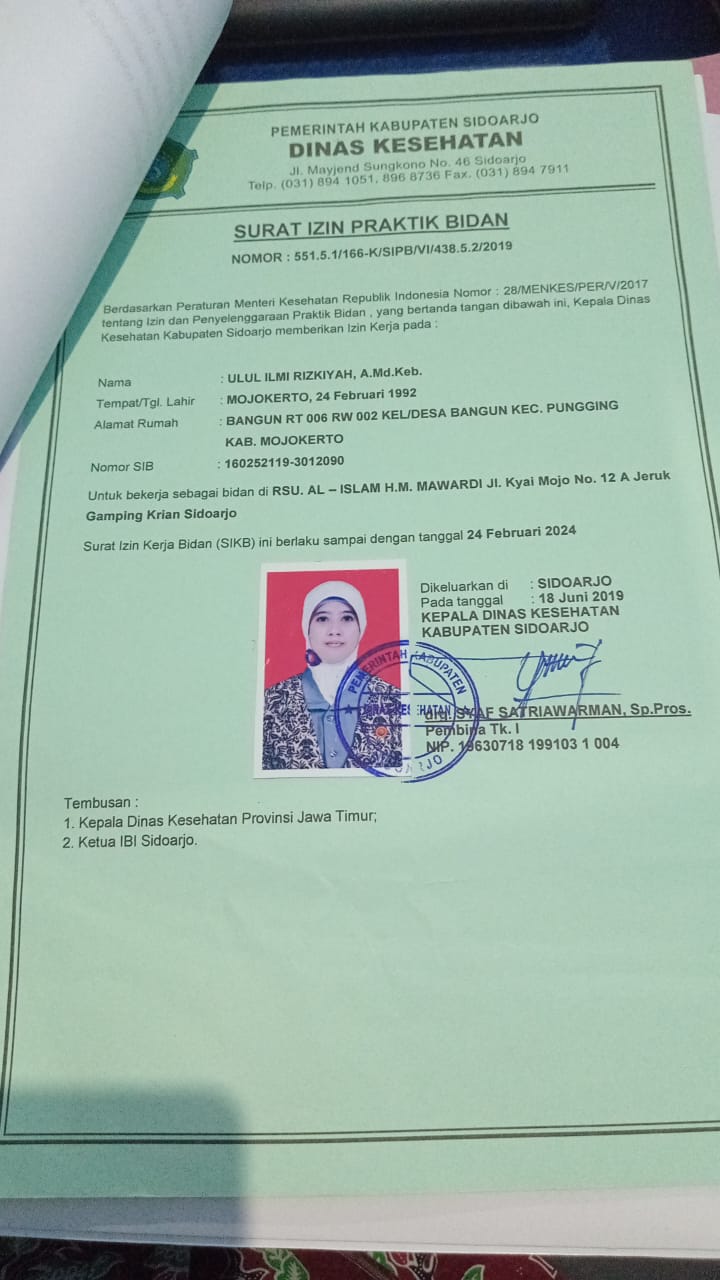 PEMERINTAH KABUPATEN SIDOARJO
DINAS KESEHATAN
Jl. Mayjend Sungkono No. 46 Sidoarjo
Telp. (031) 894 1051, 896 8736 Fax. (031) 894 7911
SURAT IZIN PRAKTIK BIDAN
NOMOR : 551.5.1/166-K/SIPB/VI/438.5.2/2019
Berdasarkan Peraturan Menteri Kesehatan Republik Indonesia Nomor : 28/MENKES/PER/V/2017
tentang Izin dan Penyelenggaraan Praktik Bidan , yang bertanda tangan dibawah ini, Kepala Dinas
Kesehatan Kabupaten Sidoarjo memberikan Izin Kerja pada :
Nama : ULUL ILMI RIZKIYAH, A.Md.Keb.
Tempat/Tgl. Lahir : MOJOKERTO, 24 Februari 1992
Alamat Rumah : BANGUN RT 006 RW 002 KEL/DESA BANGUN KEC. PUNGGING
KAB. MOJOKERTO
Nomor SIB : 160252119-3012090
Untuk bekerja sebagai bidan di RSU. AL – ISLAM H.M. MAWARDI Jl. Kyai Mojo No. 12 A Jeruk
Gamping Krian Sidoarjo
Surat Izin Kerja Bidan (SIKB) ini berlaku sampai dengan tanggal 24 Februari 2024
Dikeluarkan di : SIDOARJO
Pada tanggal : 18 Juni 2019
KEPALA DINAS KESEHATAN
KABUPATEN SIDOARJO
PEMERINTAH KABUPATEN
SYAF SATRIAWARMAN, Sp.Pros.
Pembina Tk. I
NIP. 19630718 199103 1 004
Tembusan :
1. Kepala Dinas Kesehatan Provinsi Jawa Timur;
2. Ketua IBI Sidoarjo.